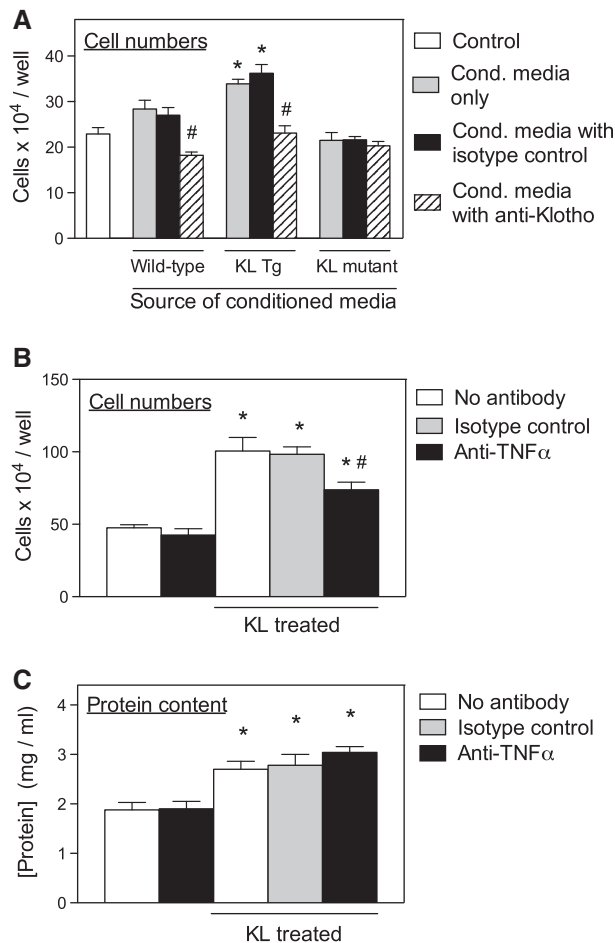 A
Cell numbers
Cells x 10⁴ / well
40
30
20
10
0
*
*
#
#
Wild-type
KL Tg
KL mutant
Source of conditioned media
Control
Cond. media
only
Cond. media with
isotype control
Cond. media
with anti-Klotho
B
Cell numbers
Cells x 10⁴ / well
150
100
50
0
*
*
* #
KL treated
No antibody
Isotype control
Anti-TNFα
C
Protein content
[Protein] (mg / ml)
4
3
2
1
0
*
*
*
KL treated
No antibody
Isotype control
Anti-TNFα